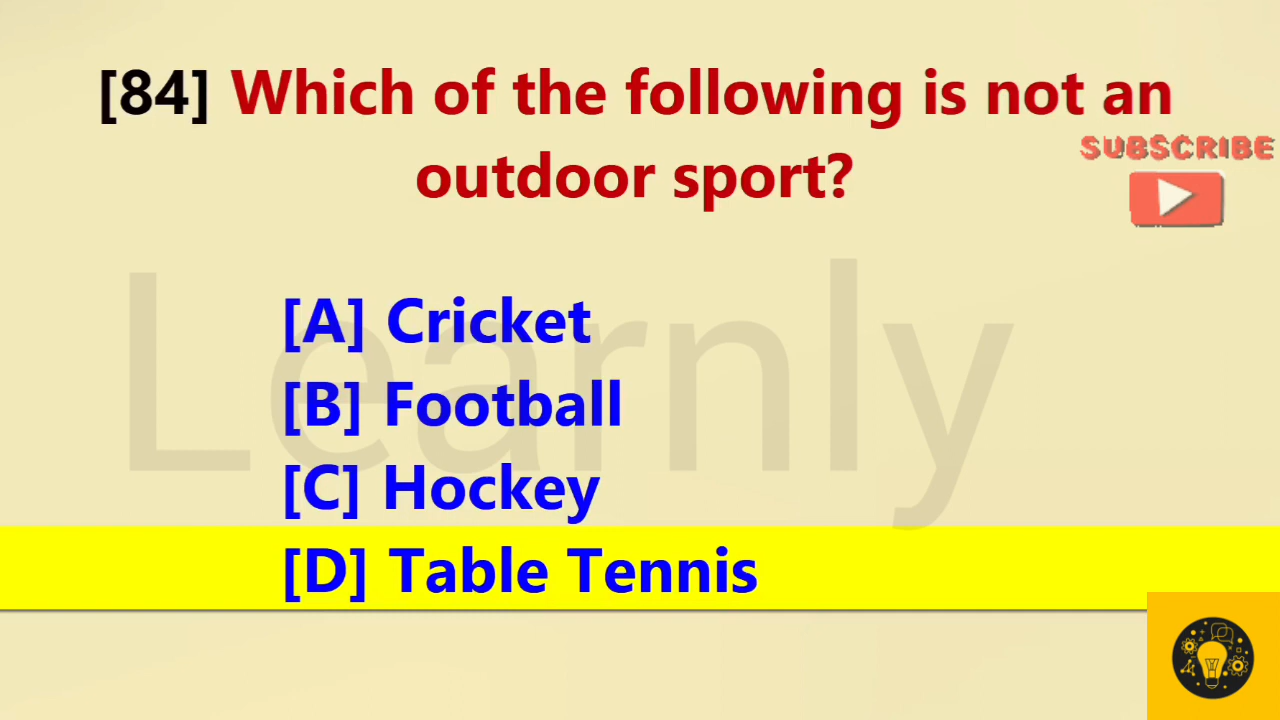 [84] Which of the following is not an
outdoor sport?
SUBSCRIBE
Learnly
[A] Cricket
[B] Football
[C] Hockey
[D] Table Tennis